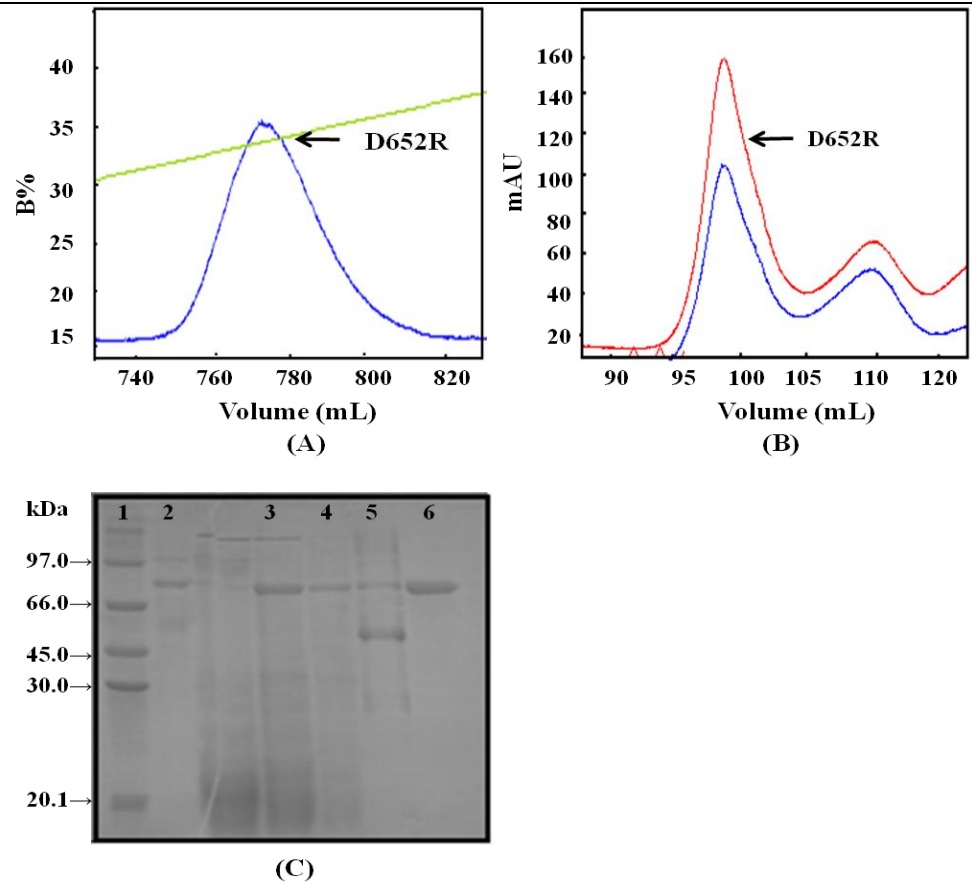 40
35
30
25
20
15
B%
D652R
740 760 780 800 820
Volume (mL)
(A)
160
140
120
100
80
60
40
20
mAU
D652R
90 95 100 105 110 120
Volume (mL)
(B)
kDa
1 2 3 4 5 6
97.0→
66.0→
45.0→
30.0→
20.1→
(C)